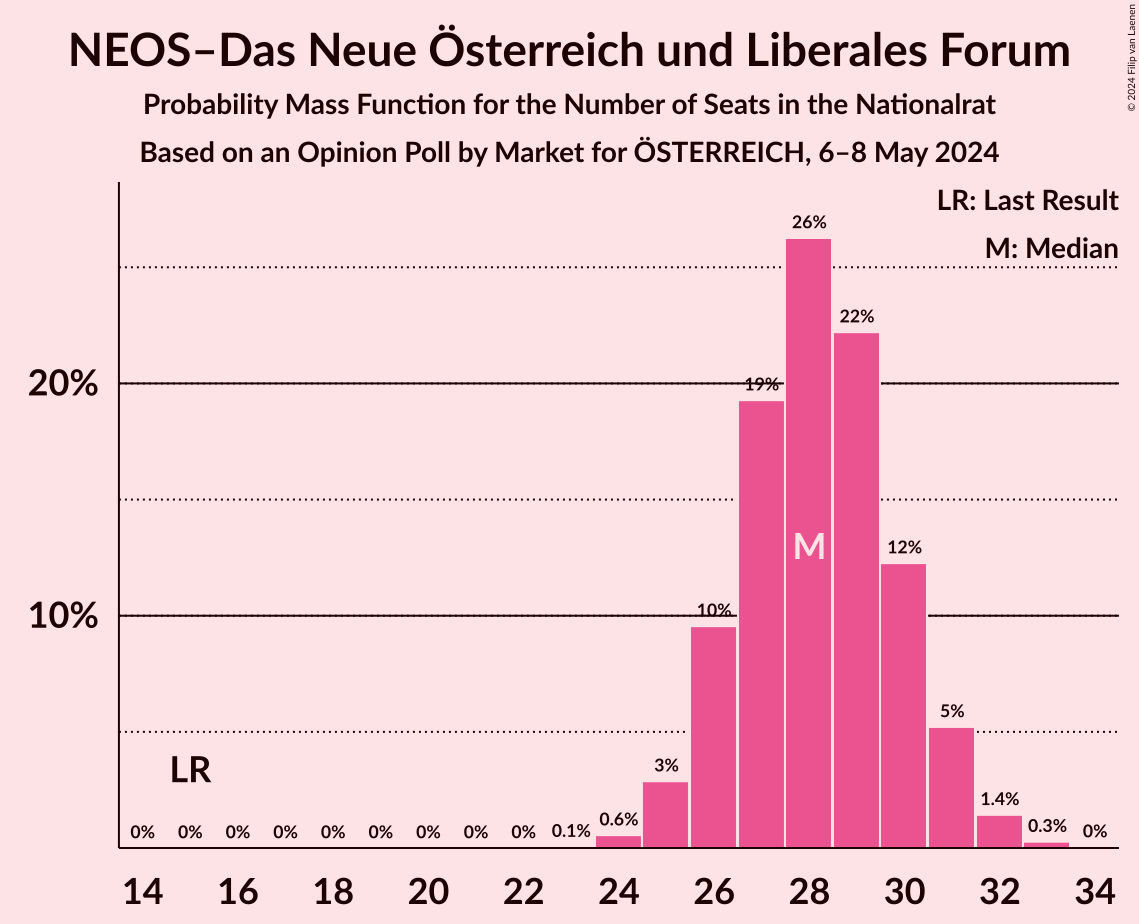 NEOS–Das Neue Österreich und Liberales Forum
Probability Mass Function for the Number of Seats in the Nationalrat
Based on an Opinion Poll by Market for ÖSTERREICH, 6–8 May 2024
© 2024 Filip van Laenen
LR: Last Result
M: Median
26%
22%
20%
19%
M
12%
10%
10%
5%
LR
3%
1.4%
0% 0% 0% 0% 0% 0% 0% 0% 0% 0.1% 0.6% 0.3% 0%
14 16 18 20 22 24 26 28 30 32 34